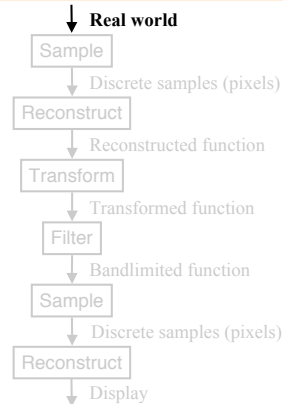 Real world
Sample
Discrete samples (pixels)
Reconstruct
Reconstructed function
Transform
Transformed function
Filter
Bandlimited function
Sample
Discrete samples (pixels)
Reconstruct
Display